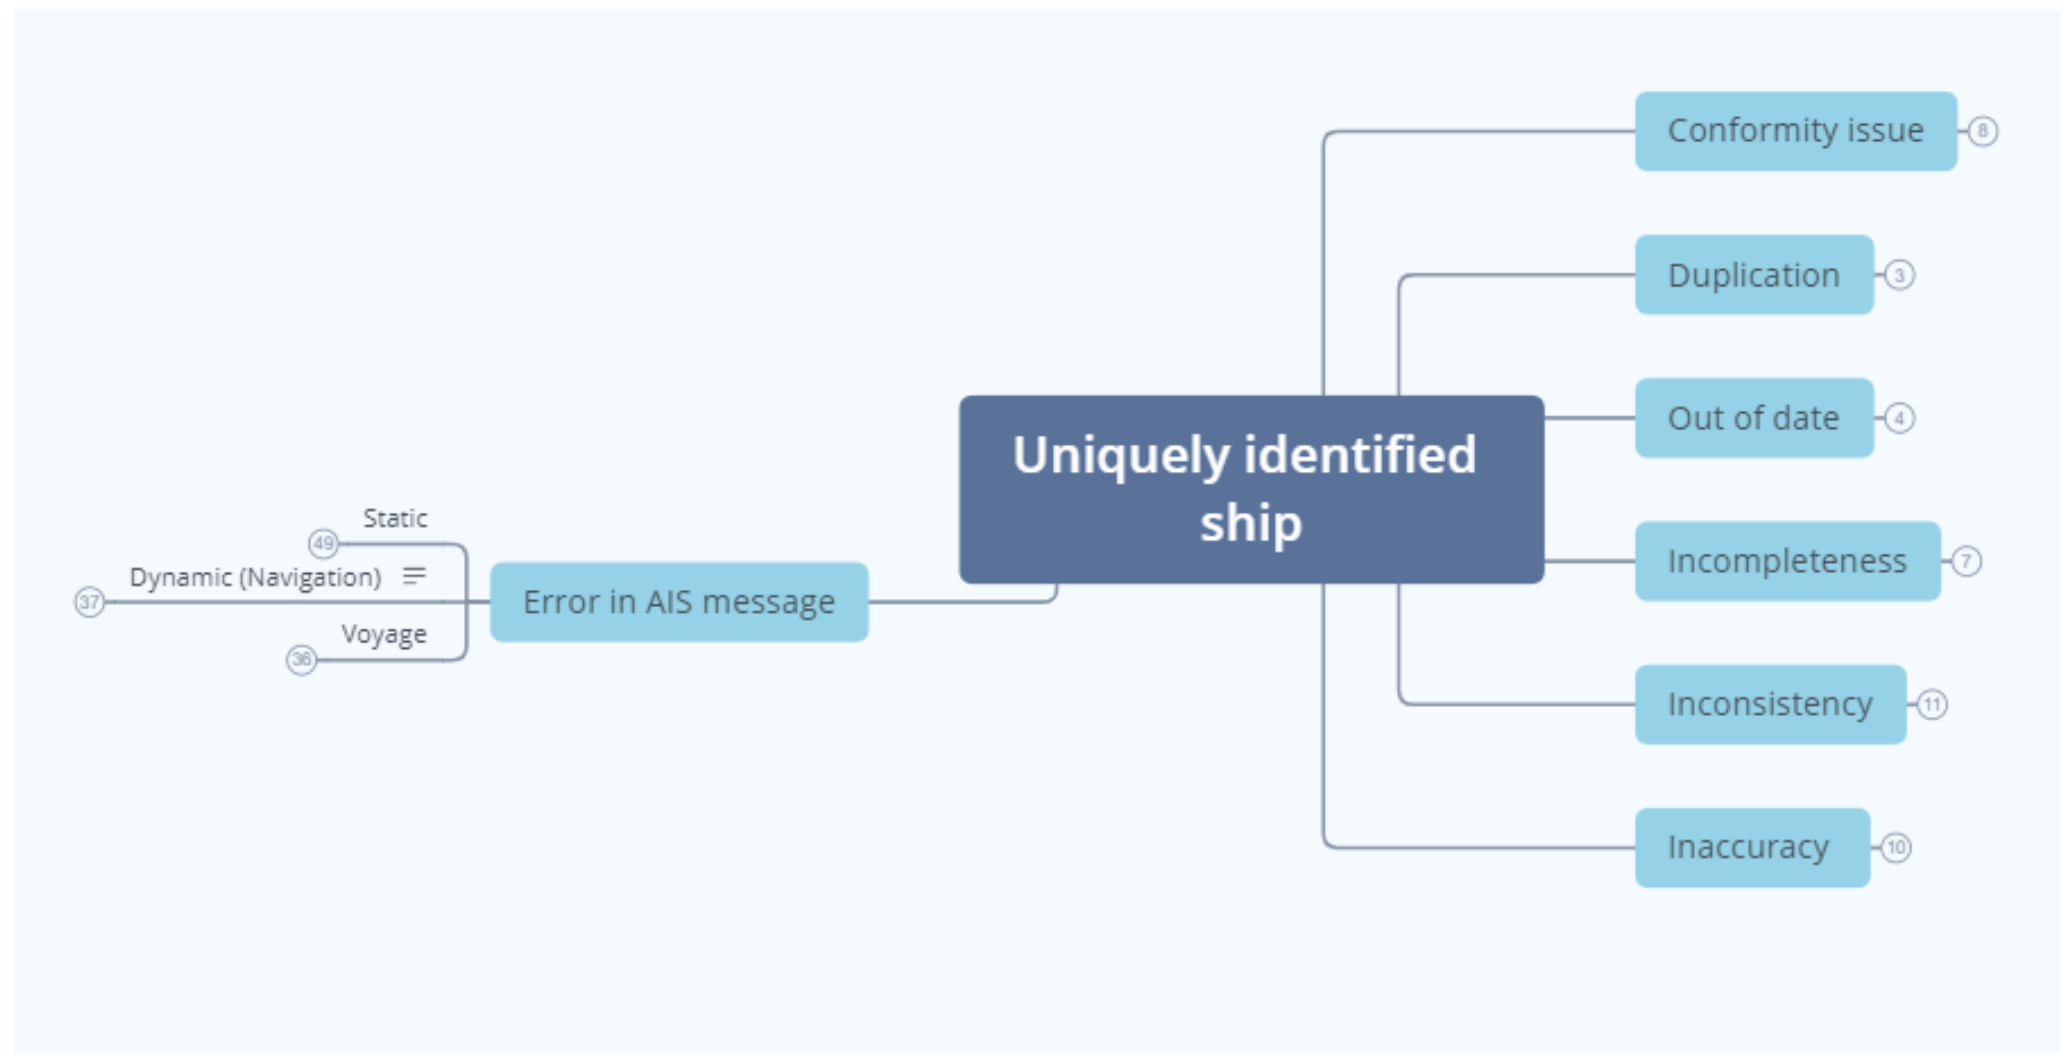 Conformity issue 8
Duplication 3
Out of date 4
Uniquely identified
ship
Incompleteness 7
Inconsistency 11
Inaccuracy 10
Error in AIS message
Static
49
Dynamic (Navigation)
37
Voyage
36